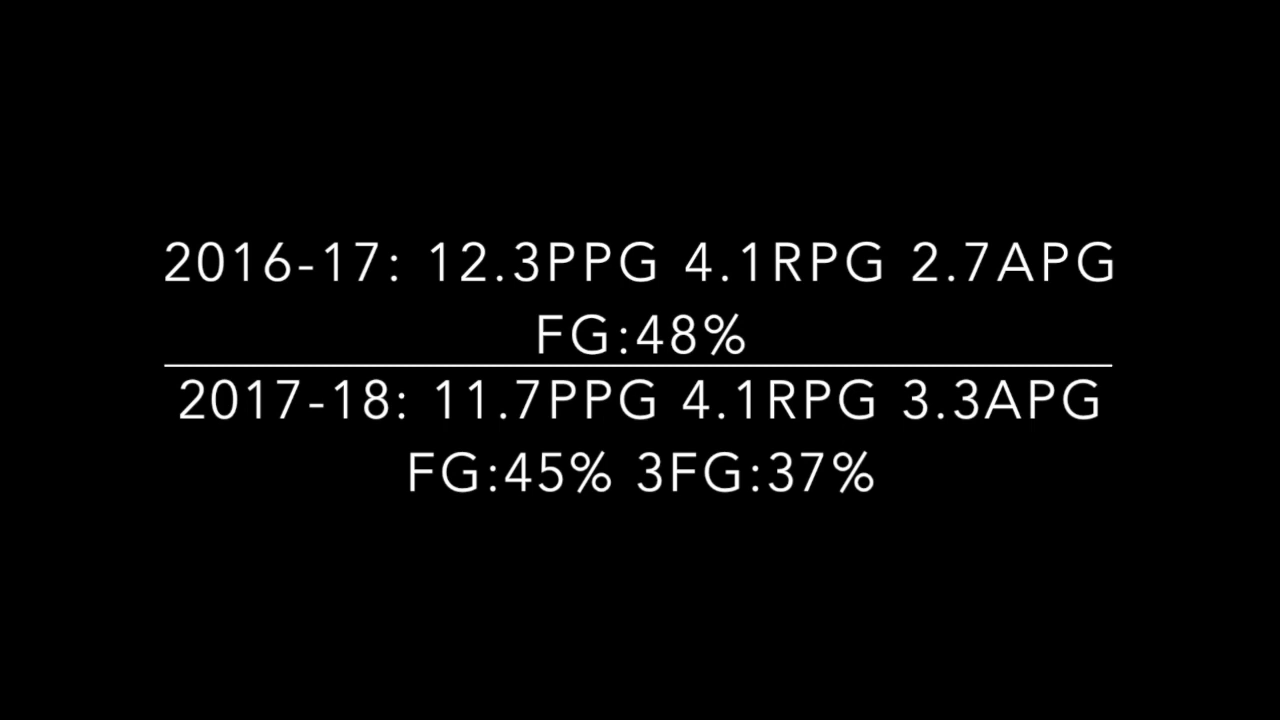 2016-17: 12.3PPG 4.1RPG 2.7APG
FG:48%
2017-18: 11.7PPG 4.1RPG 3.3APG
FG:45% 3FG:37%